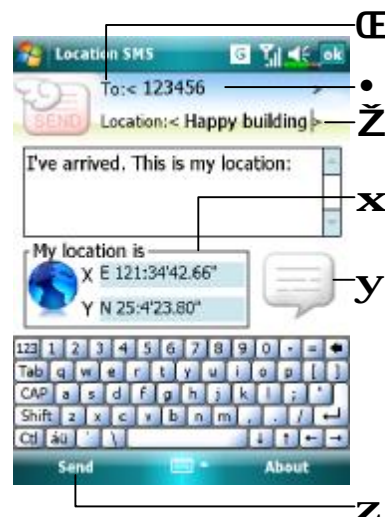 Œ
Location SMS G ok
To:< 123456 >
•
SEND Location:< Happy building >
Ž
I've arrived. This is my location:
x
My location is
X E 121:34'42.66"
y
Y N 25:4'23.80"
123 1 2 3 4 5 6 7 8 9 0 - =
Tab q w e r t y u i o p [ ]
CAP a s d f g h j k l ; '
Shift z x c v b n m , . /
Ctl áü ` \
Send About
z